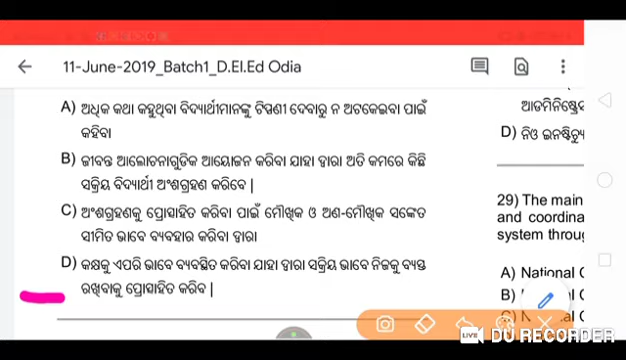 11-June-2019_Batch1_D.El.Ed Odia
A) ଅଧିକ କଥା କହୁଥିବା ବିଦ୍ୟାର୍ଥୀମାନଙ୍କୁ ଟିପ୍ପଣୀ ଦେବାରୁ ନ ଅଟକେଇବା ପାଇଁ
କହିବା
B) ଜୀବନ୍ତ ଆଲୋଚନାଗୁଡିକ ଆୟୋଜନ କରିବା ଯାହା ଦ୍ୱାରା ଅତି କମରେ କିଛି
ସକ୍ରିୟ ବିଦ୍ୟାର୍ଥୀ ଅଂଶଗ୍ରହଣ କରିବେ |
C) ଅଂଶଗ୍ରହଣକୁ ପ୍ରୋତ୍ସାହିତ କରିବା ପାଇଁ ମୌଖିକ ଓ ଅଣ-ମୌଖିକ ସଙ୍କେତ
ସୀମିତ ଭାବେ ବ୍ୟବହାର କରିବା ଦ୍ୱାରା
D) କକ୍ଷକୁ ଏପରି ଭାବେ ବ୍ୟବସ୍ଥିତ କରିବା ଯାହା ଦ୍ୱାରା ସକ୍ରିୟ ଭାବେ ନିଜକୁ ବ୍ୟସ୍ତ
ରଖିବାକୁ ପ୍ରୋତ୍ସାହିତ କରିବ |
D) ନିଓ
29) The main
and coordina
system throug
A) National
B)
C)
LIVE DU RECORDER